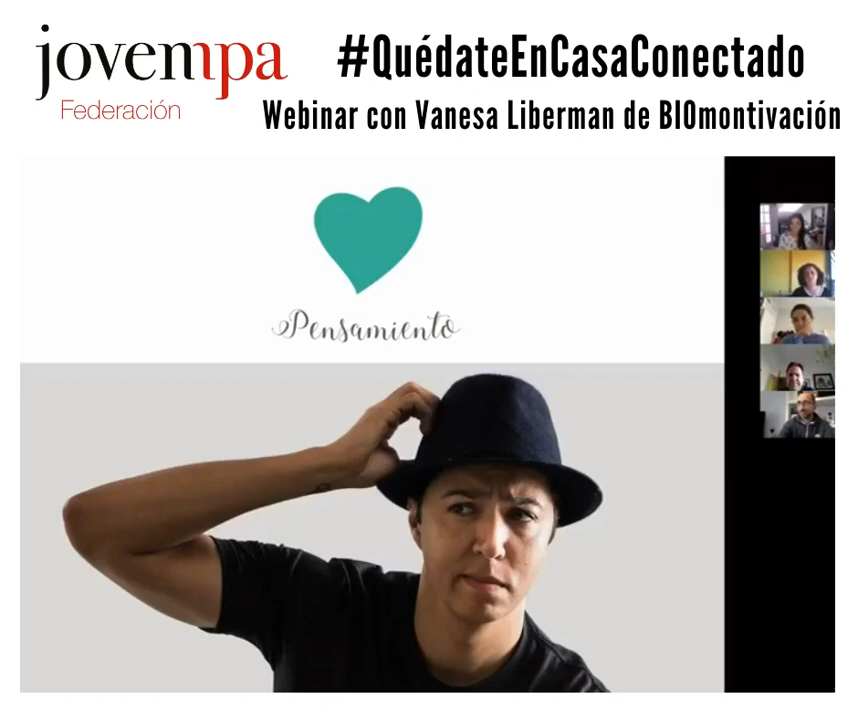 jovempa
Federación
#QuédateEnCasaConectado
Webinar con Vanesa Liberman de BIOmontivación
Pensamiento